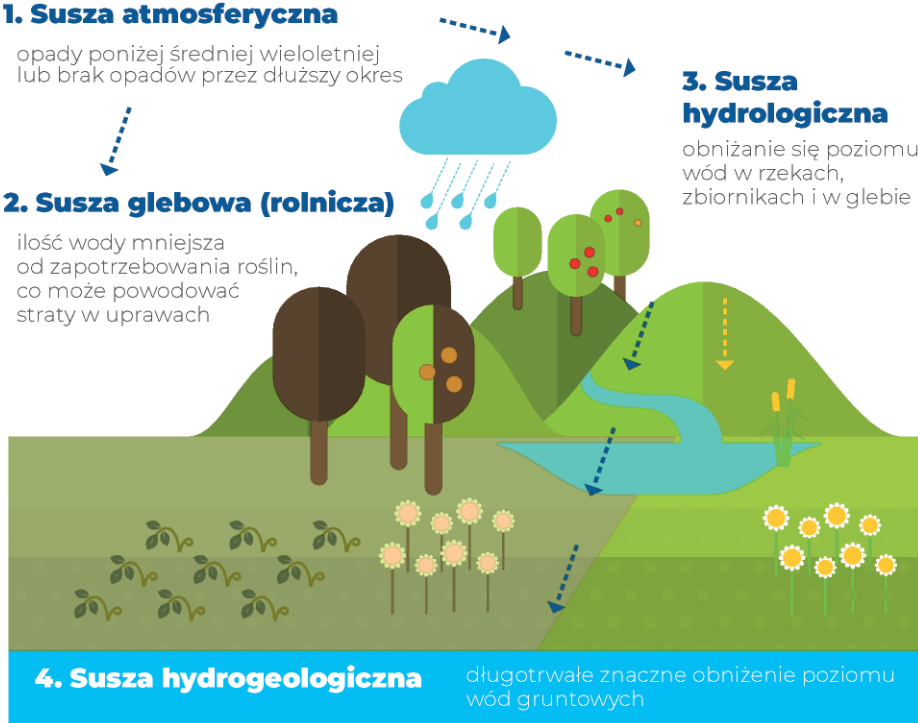 1. Susza atmosferyczna
opady poniżej średniej wieloletniej
lub brak opadów przez dłuższy okres
2. Susza glebowa (rolnicza)
ilość wody mniejsza
od zapotrzebowania roślin,
co może powodować
straty w uprawach
3. Susza
hydrologiczna
obniżanie się poziomu
wód w rzekach,
zbiornikach i w glebie
4. Susza hydrogeologiczna
długotrwałe znaczne obniżenie poziomu
wód gruntowych